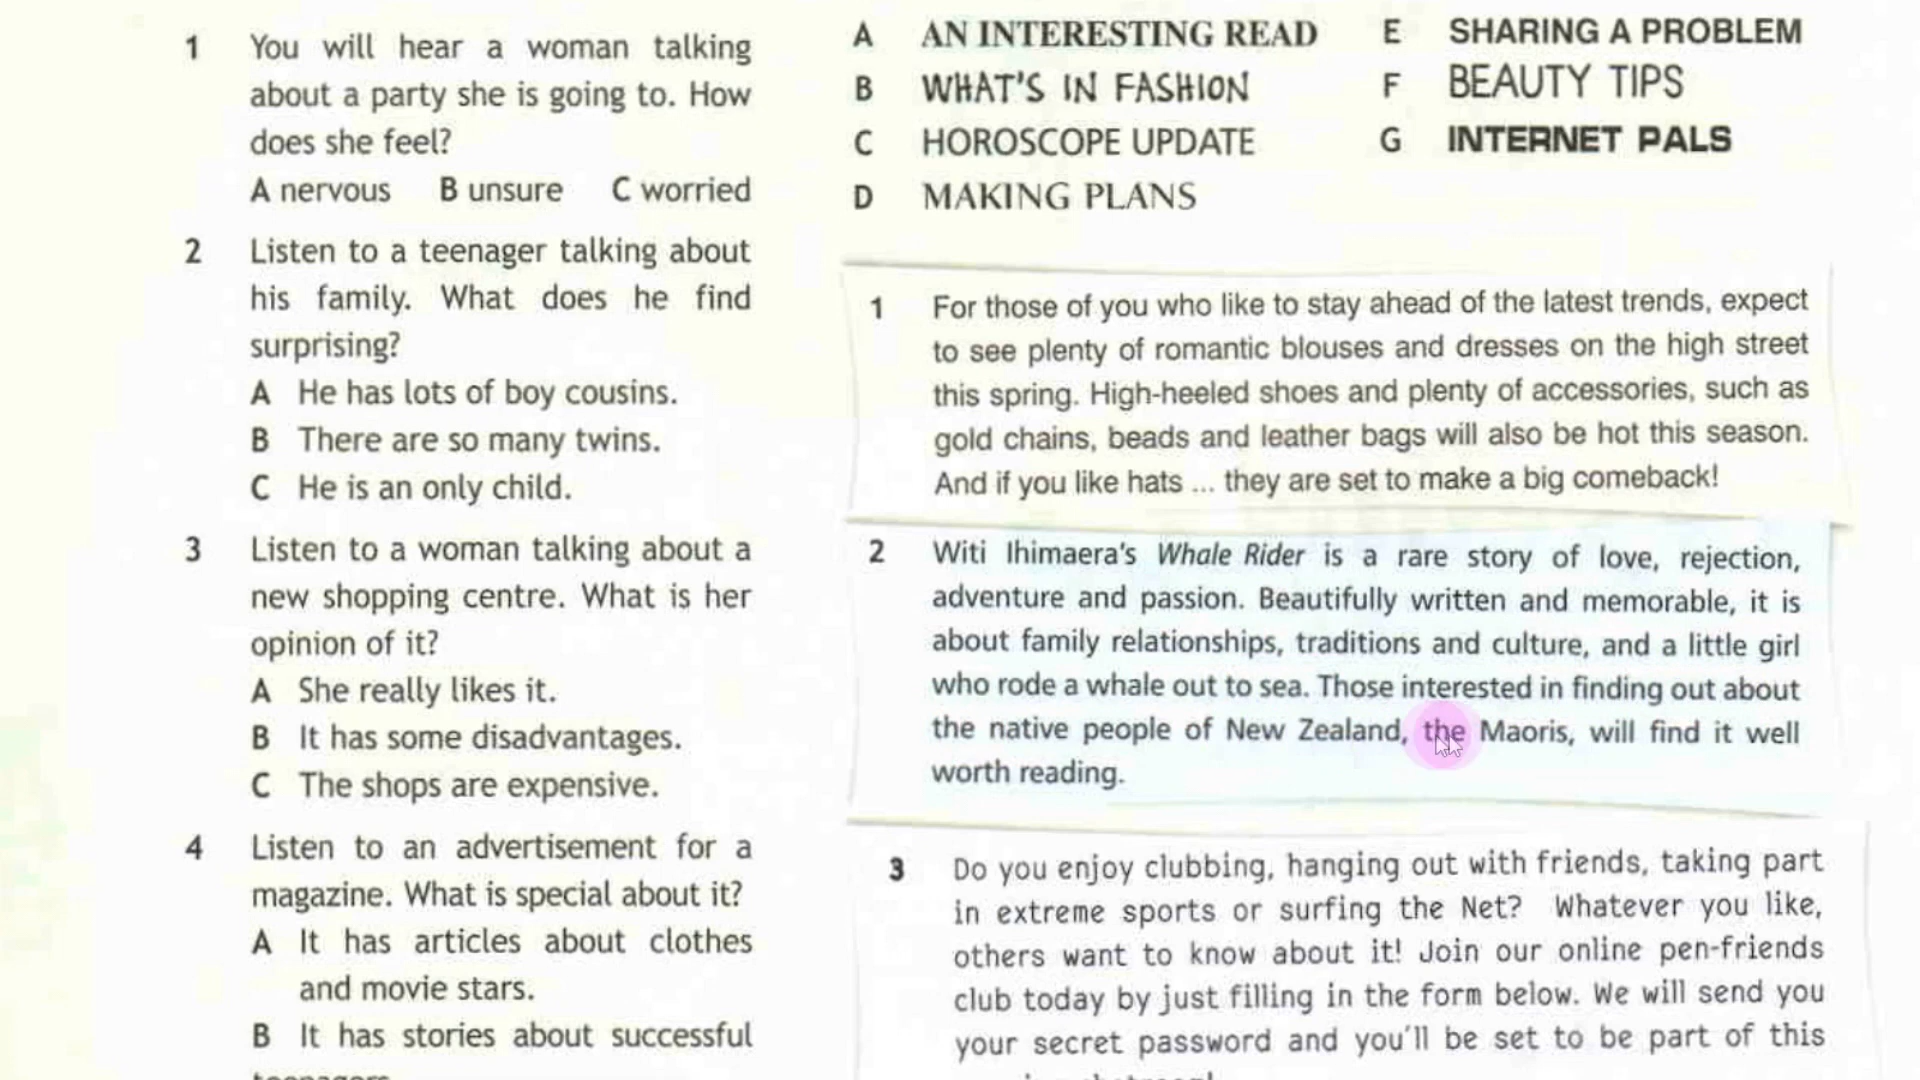 1 You will hear a woman talking
about a party she is going to. How
does she feel?
A nervous B unsure C worried
2 Listen to a teenager talking about
his family. What does he find
surprising?
A He has lots of boy cousins.
B There are so many twins.
C He is an only child.
3 Listen to a woman talking about a
new shopping centre. What is her
opinion of it?
A She really likes it.
B It has some disadvantages.
C The shops are expensive.
4 Listen to an advertisement for a
magazine. What is special about it?
A It has articles about clothes
and movie stars.
B It has stories about successful
A AN INTERESTING READ
B WHAT'S IN FASHION
C HOROSCOPE UPDATE
D MAKING PLANS
E SHARING A PROBLEM
F BEAUTY TIPS
G INTERNET PALS
1 For those of you who like to stay ahead of the latest trends, expect
to see plenty of romantic blouses and dresses on the high street
this spring. High-heeled shoes and plenty of accessories, such as
gold chains, beads and leather bags will also be hot this season.
And if you like hats ... they are set to make a big comeback!
2 Witi Ihimaera's Whale Rider is a rare story of love, rejection,
adventure and passion. Beautifully written and memorable, it is
about family relationships, traditions and culture, and a little girl
who rode a whale out to sea. Those interested in finding out about
the native people of New Zealand, the Maoris, will find it well
worth reading.
3 Do you enjoy clubbing, hanging out with friends, taking part
in extreme sports or surfing the Net? Whatever you like,
others want to know about it! Join our online pen-friends
club today by just filling in the form below. We will send you
your secret password and you'll be set to be part of this